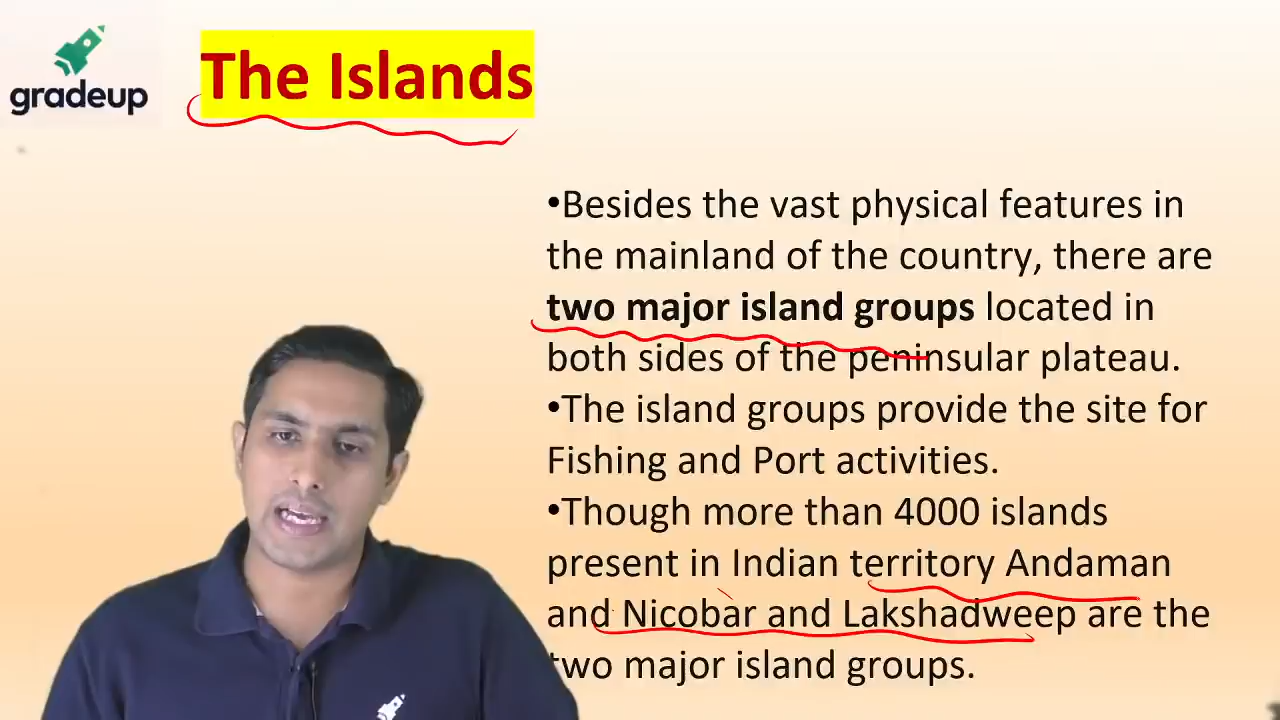 gradeup
The Islands
•Besides the vast physical features in
the mainland of the country, there are
two major island groups located in
both sides of the peninsular plateau.
•The island groups provide the site for
Fishing and Port activities.
•Though more than 4000 islands
present in Indian territory Andaman
and Nicobar and Lakshadweep are the
two major island groups.